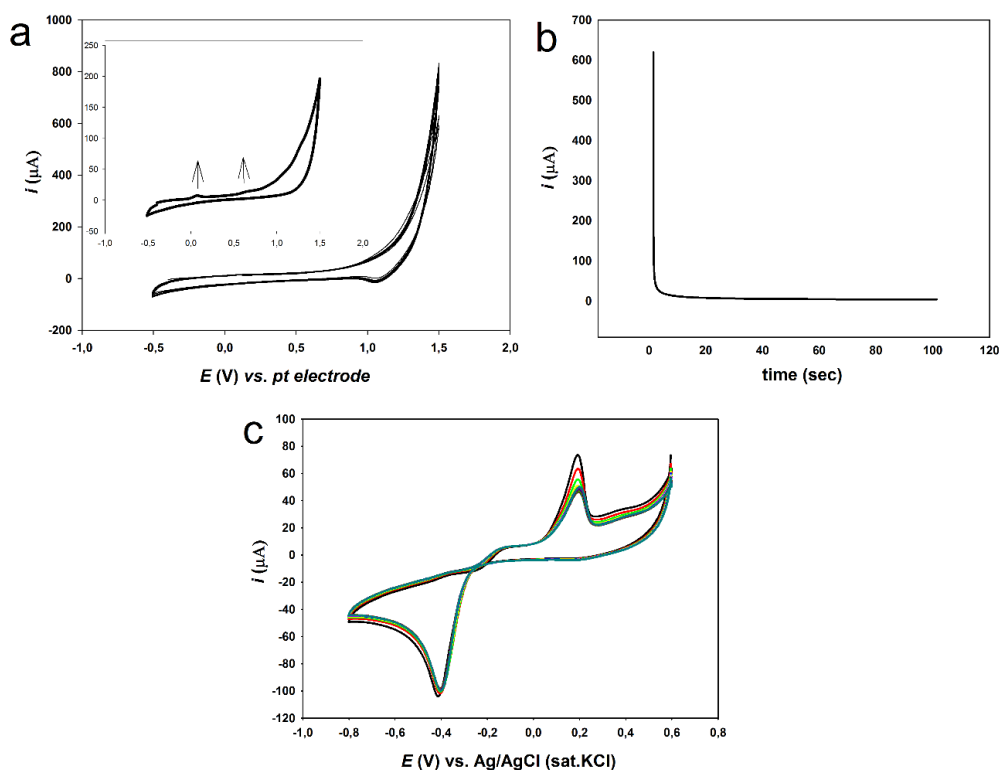 a
1000
800
600
400
200
0
-200
i (µA)
-1,0 -0,5 0,0 0,5 1,0 1,5 2,0
E (V) vs. pt electrode
250
200
150
100
50
0
-50
-1,0 -0,5 0,0 0,5 1,0 1,5 2,0
b
700
600
500
400
300
200
100
0
i (µA)
0 20 40 60 80 100 120
time (sec)
c
100
80
60
40
20
0
-20
-40
-60
-80
-100
-120
i (µA)
-1,0 -0,8 -0,6 -0,4 -0,2 0,0 0,2 0,4 0,6 0,8
E (V) vs. Ag/AgCl (sat.KCl)